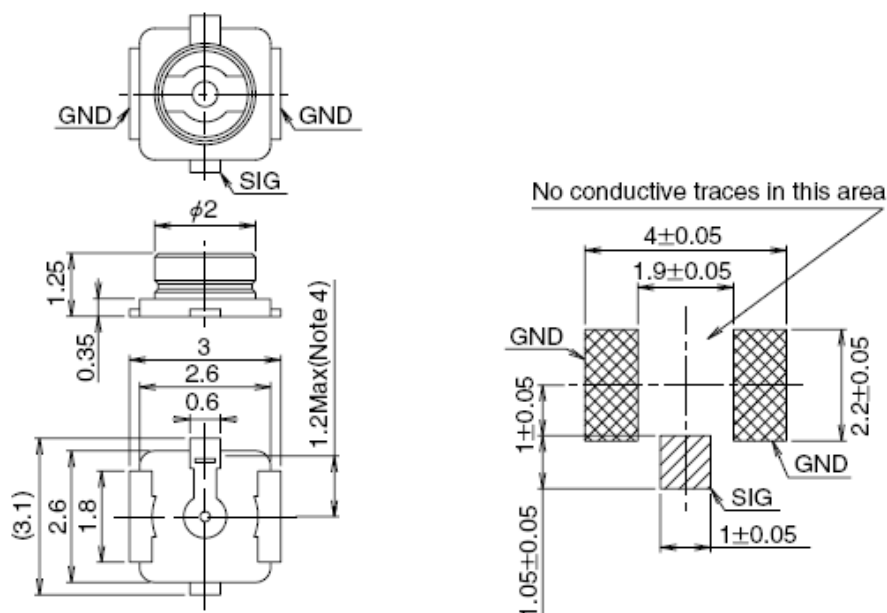 GND
GND
SIG
ϕ2
1.25
0.35
3
2.6
0.6
1.2Max(Note 4)
(3.1)
2.6
1.8
No conductive traces in this area
4±0.05
1.9±0.05
GND
1±0.05
2.2±0.05
GND
SIG
1±0.05
1.05±0.05